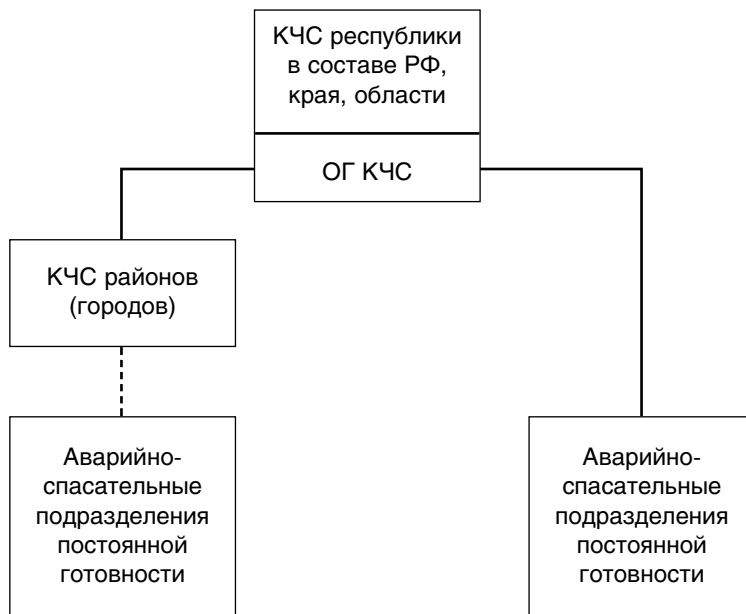 КЧС республики
в составе РФ,
края, области
ОГ КЧС
КЧС районов
(городов)
Аварийно-
спасательные
подразделения
постоянной
готовности
Аварийно-
спасательные
подразделения
постоянной
готовности